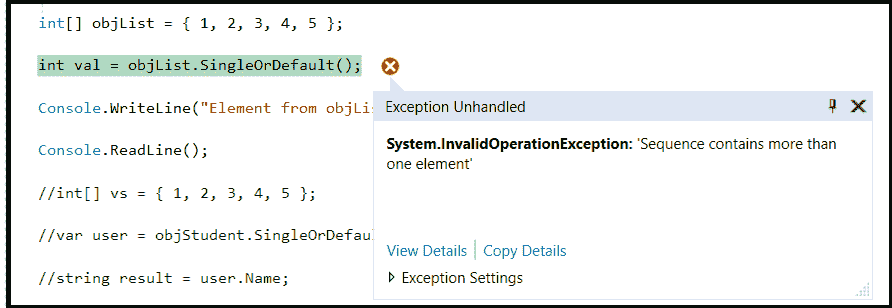 int[] objList = { 1, 2, 3, 4, 5 };
int val = objList.SingleOrDefault();
Console.WriteLine("Element from objLis
Exception Unhandled
System.InvalidOperationException: 'Sequence contains more than
one element'
Console.ReadLine();
//int[] vs = { 1, 2, 3, 4, 5 };
//var user = objStudent.SingleOrDefaul
//string result = user.Name;
View Details | Copy Details
Exception Settings